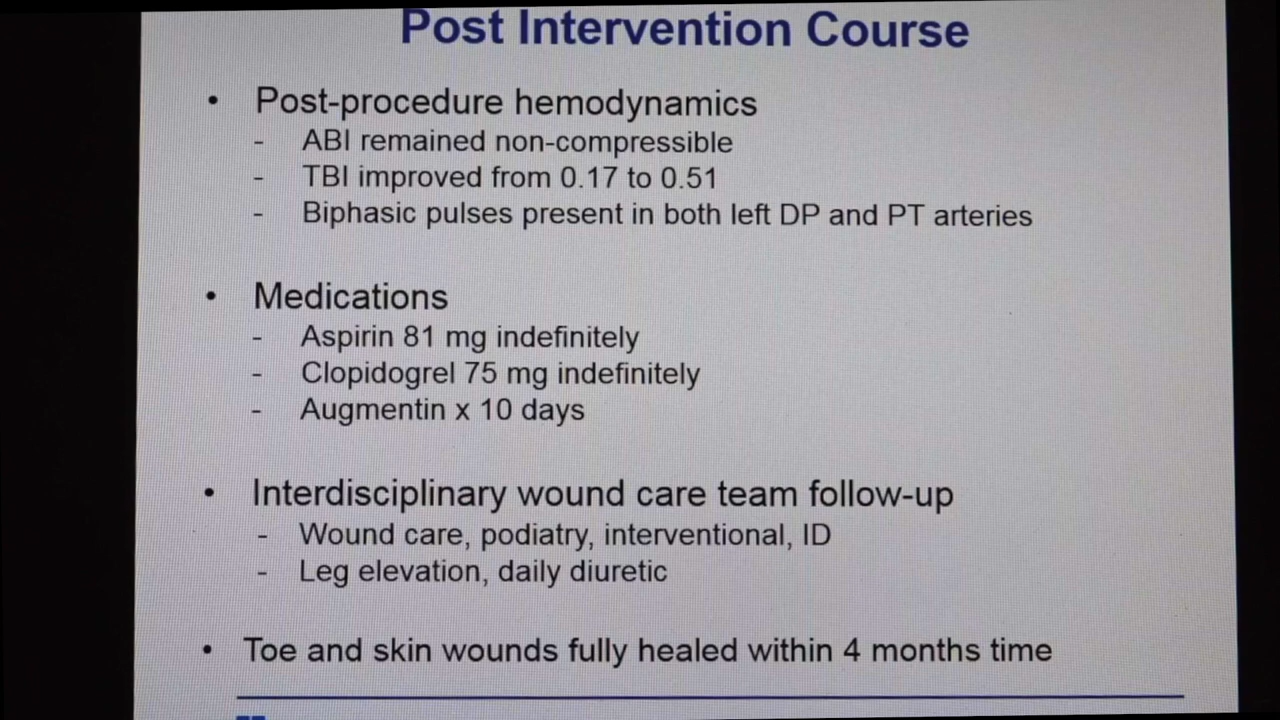 Post Intervention Course
• Post-procedure hemodynamics
- ABI remained non-compressible
- TBI improved from 0.17 to 0.51
- Biphasic pulses present in both left DP and PT arteries
• Medications
- Aspirin 81 mg indefinitely
- Clopidogrel 75 mg indefinitely
- Augmentin x 10 days
• Interdisciplinary wound care team follow-up
- Wound care, podiatry, interventional, ID
- Leg elevation, daily diuretic
• Toe and skin wounds fully healed within 4 months time